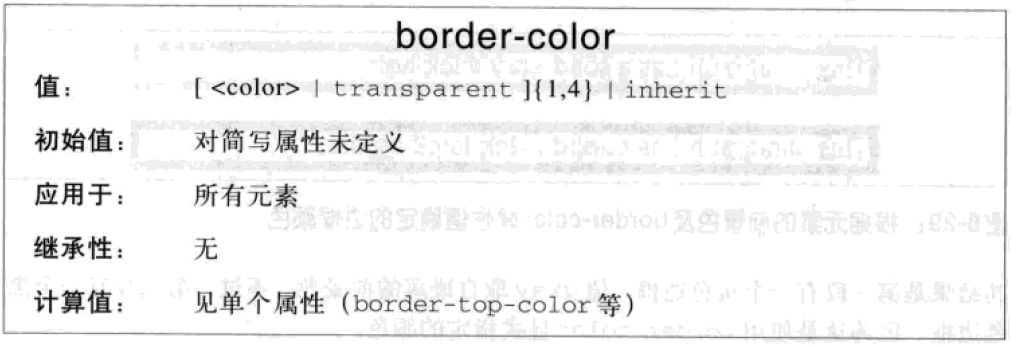 border-color
值： [ <color> | transparent ]{1,4} | inherit
初始值： 对简写属性未定义
应用于： 所有元素
继承性： 无
计算值： 见单个属性（border-top-color 等）